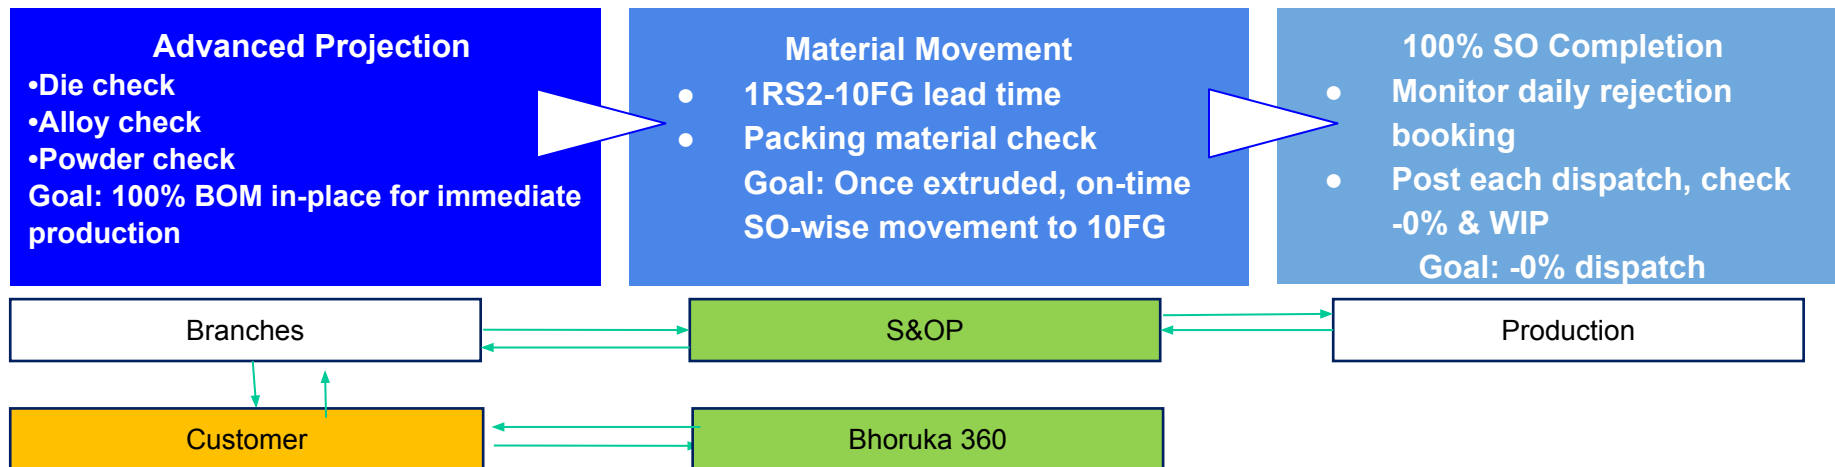 Advanced Projection
•Die check
•Alloy check
•Powder check
Goal: 100% BOM in-place for immediate
production
Material Movement
● 1RS2-10FG lead time
● Packing material check
Goal: Once extruded, on-time
SO-wise movement to 10FG
100% SO Completion
● Monitor daily rejection
booking
● Post each dispatch, check
-0% & WIP
Goal: -0% dispatch
Branches
S&OP
Production
Customer
Bhoruka 360